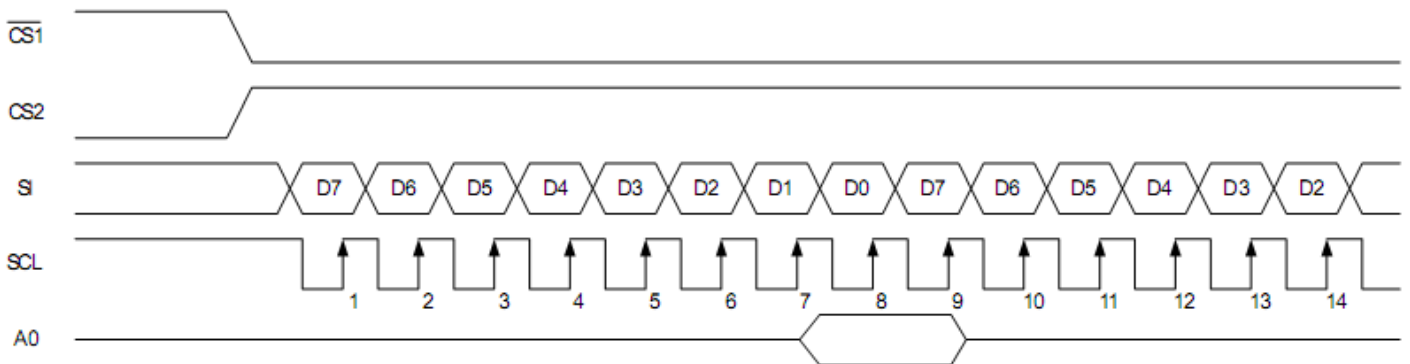 CS1
CS2
SI D7 D6 D5 D4 D3 D2 D1 D0 D7 D6 D5 D4 D3 D2
SCL
1 2 3 4 5 6 7 8 9 10 11 12 13 14
A0